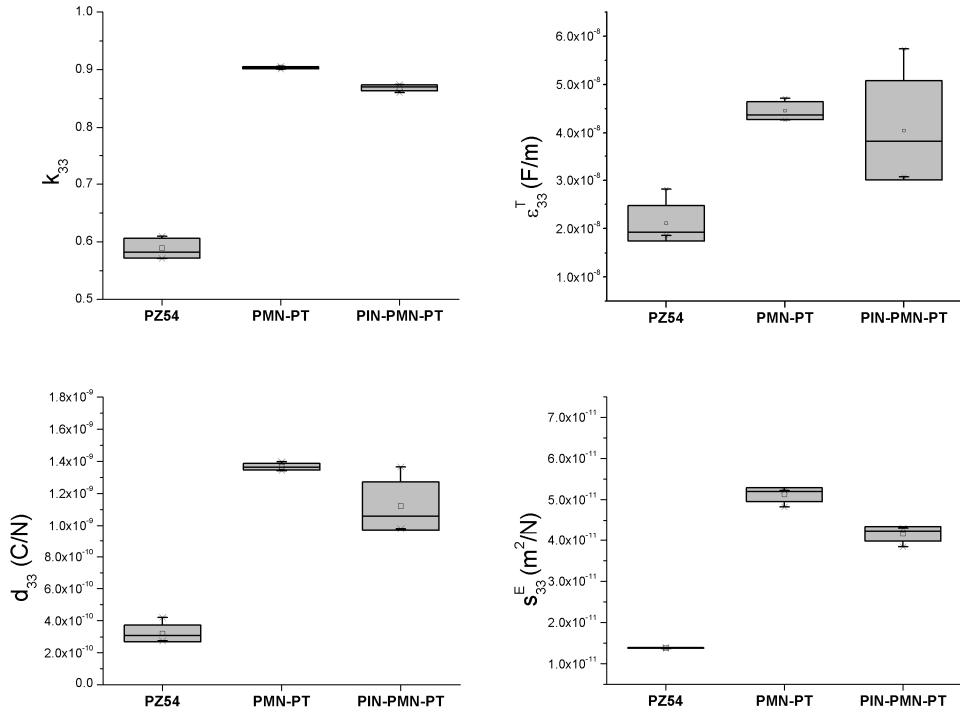 1.0
0.9
0.8
0.7
0.6
0.5
k₃₃
PZ54
PMN-PT
PIN-PMN-PT
6.0x10⁻⁸
5.0x10⁻⁸
4.0x10⁻⁸
3.0x10⁻⁸
2.0x10⁻⁸
1.0x10⁻⁸
ε₃₃ᵀ (F/m)
PZ54
PMN-PT
PIN-PMN-PT
1.8x10⁻⁹
1.6x10⁻⁹
1.4x10⁻⁹
1.2x10⁻⁹
1.0x10⁻⁹
8.0x10⁻¹⁰
6.0x10⁻¹⁰
4.0x10⁻¹⁰
2.0x10⁻¹⁰
0.0
d₃₃ (C/N)
PZ54
PMN-PT
PIN-PMN-PT
7.0x10⁻¹¹
6.0x10⁻¹¹
5.0x10⁻¹¹
4.0x10⁻¹¹
3.0x10⁻¹¹
2.0x10⁻¹¹
1.0x10⁻¹¹
s₃₃ᴱ (m²/N)
PZ54
PMN-PT
PIN-PMN-PT